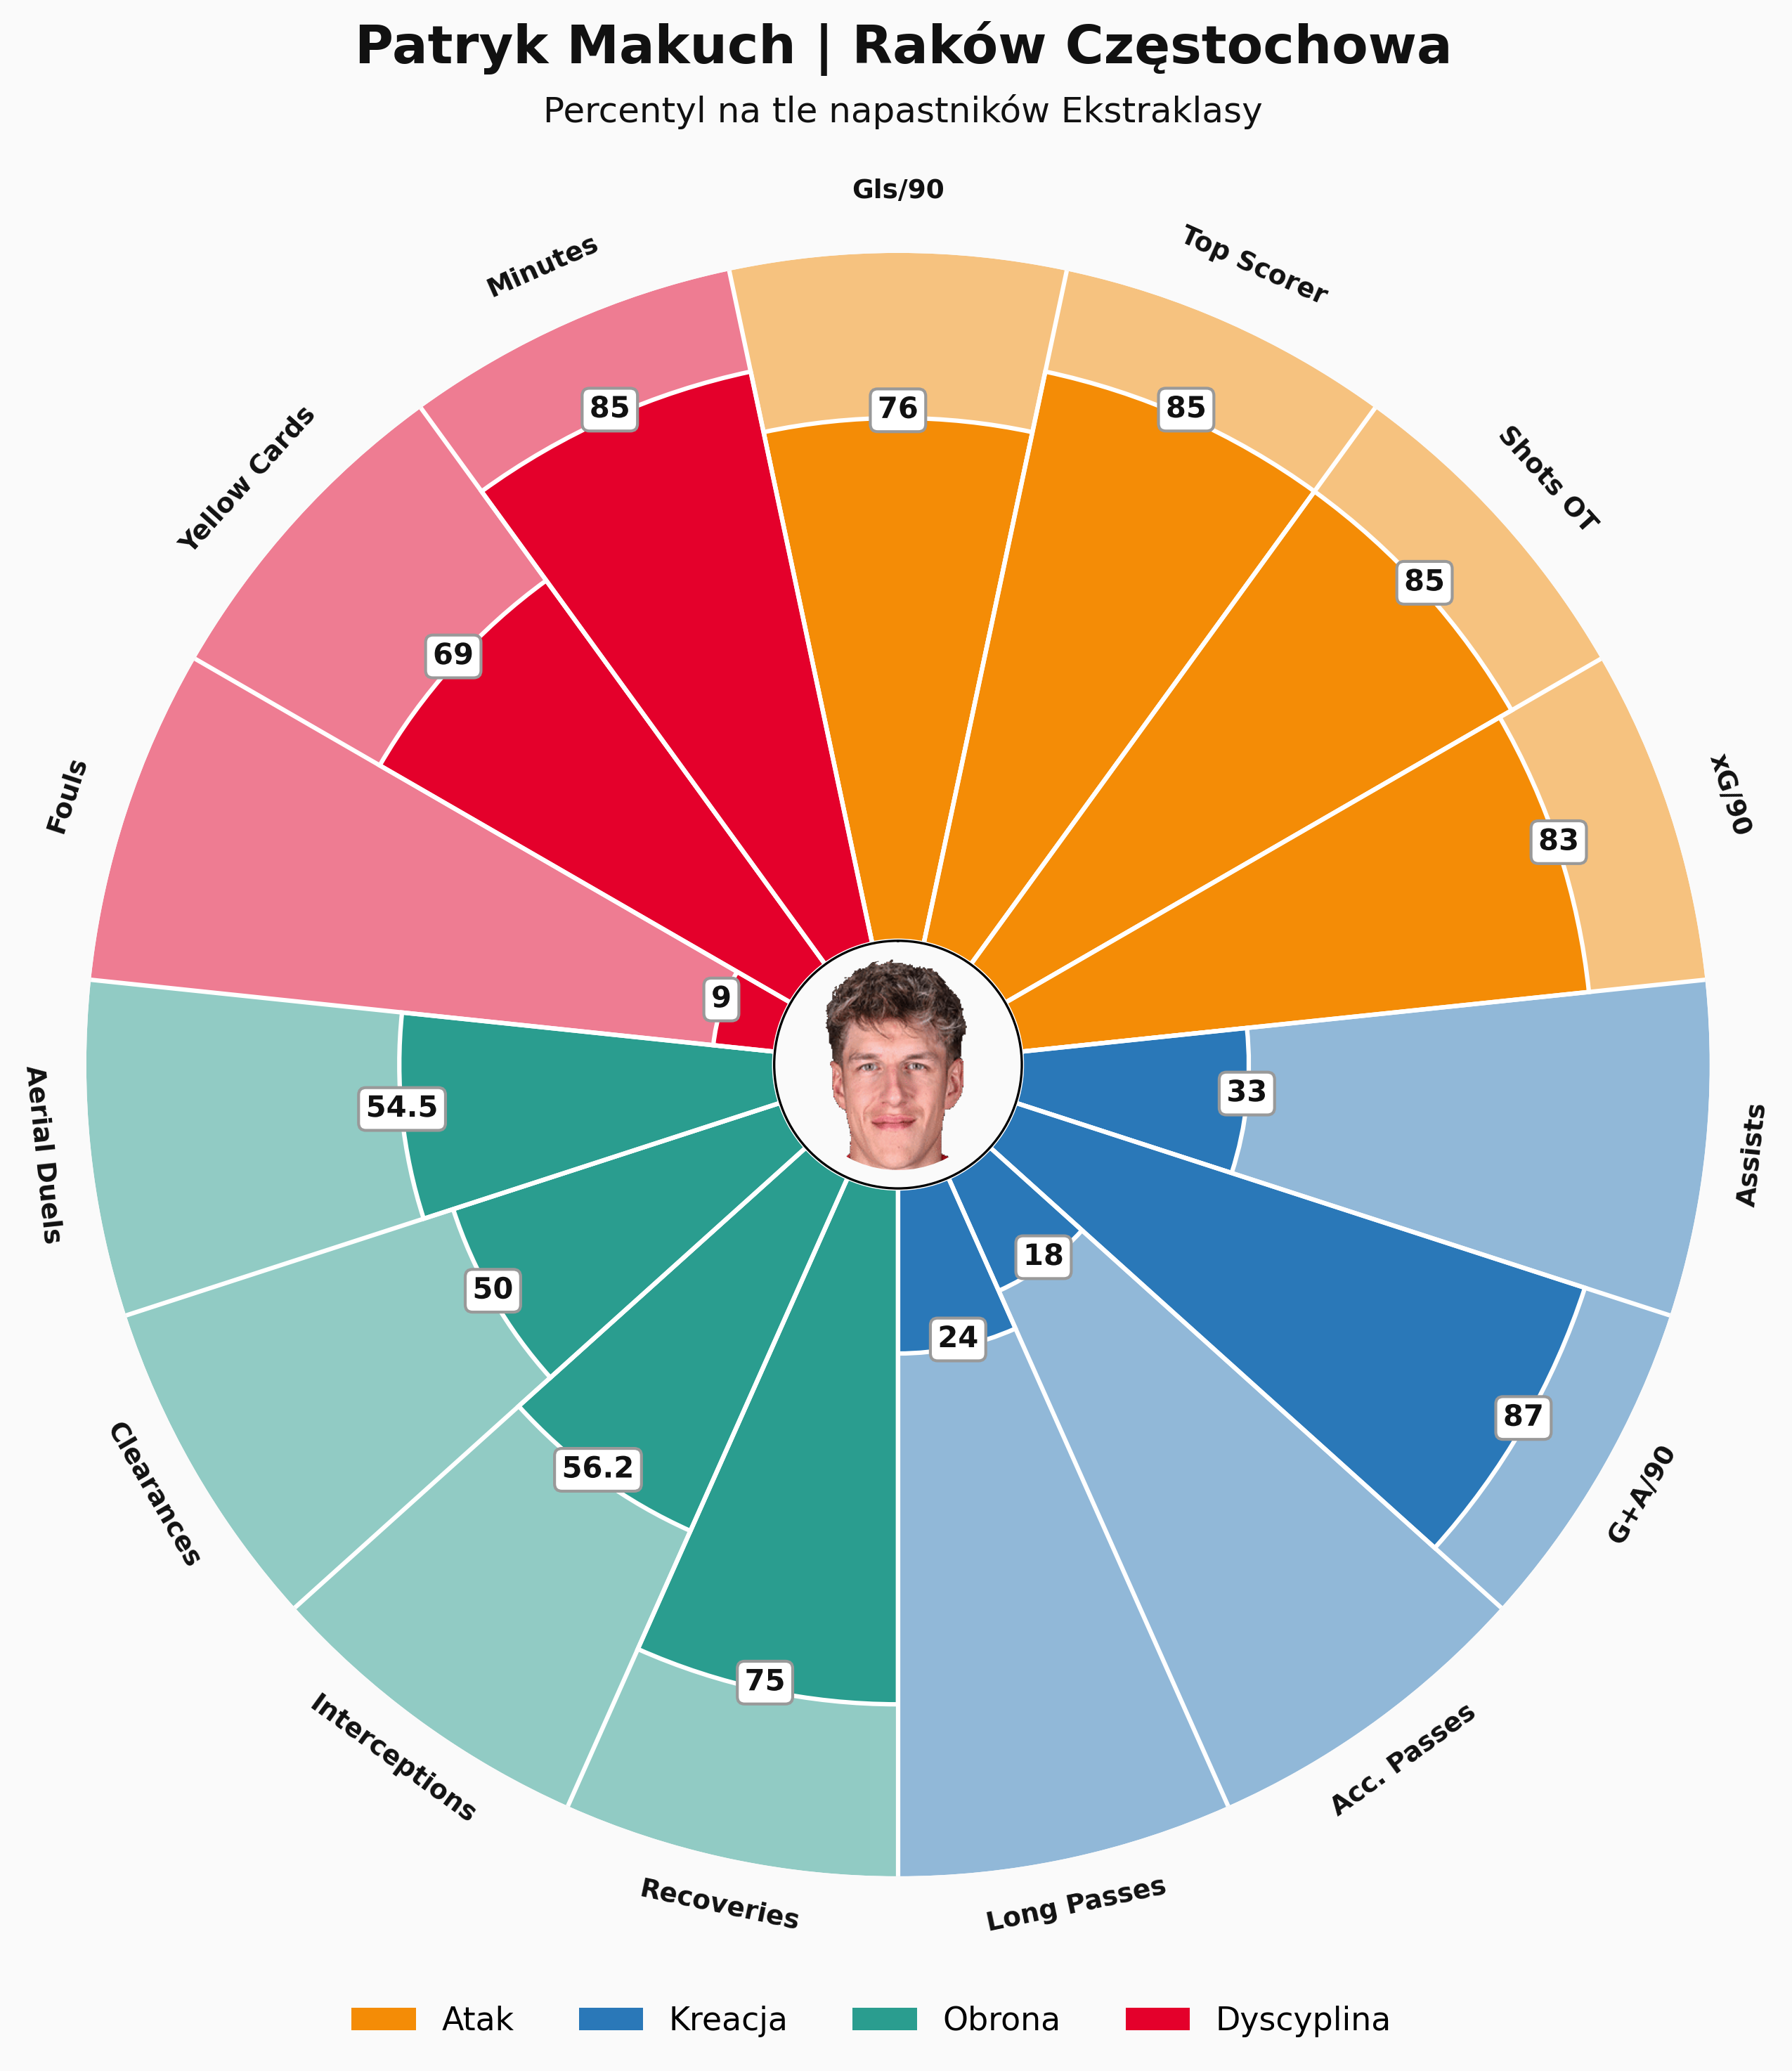 Patryk Makuch | Raków Częstochowa
Percentyl na tle napastników Ekstraklasy
Gls/90
Top Scorer
Shots OT
xG/90
Assists
G+A/90
Acc. Passes
Long Passes
Recoveries
Interceptions
Clearances
Aerial Duels
Fouls
Yellow Cards
Minutes
76
85
85
83
33
87
18
24
75
56.2
50
54.5
9
69
85
Atak
Kreacja
Obrona
Dyscyplina